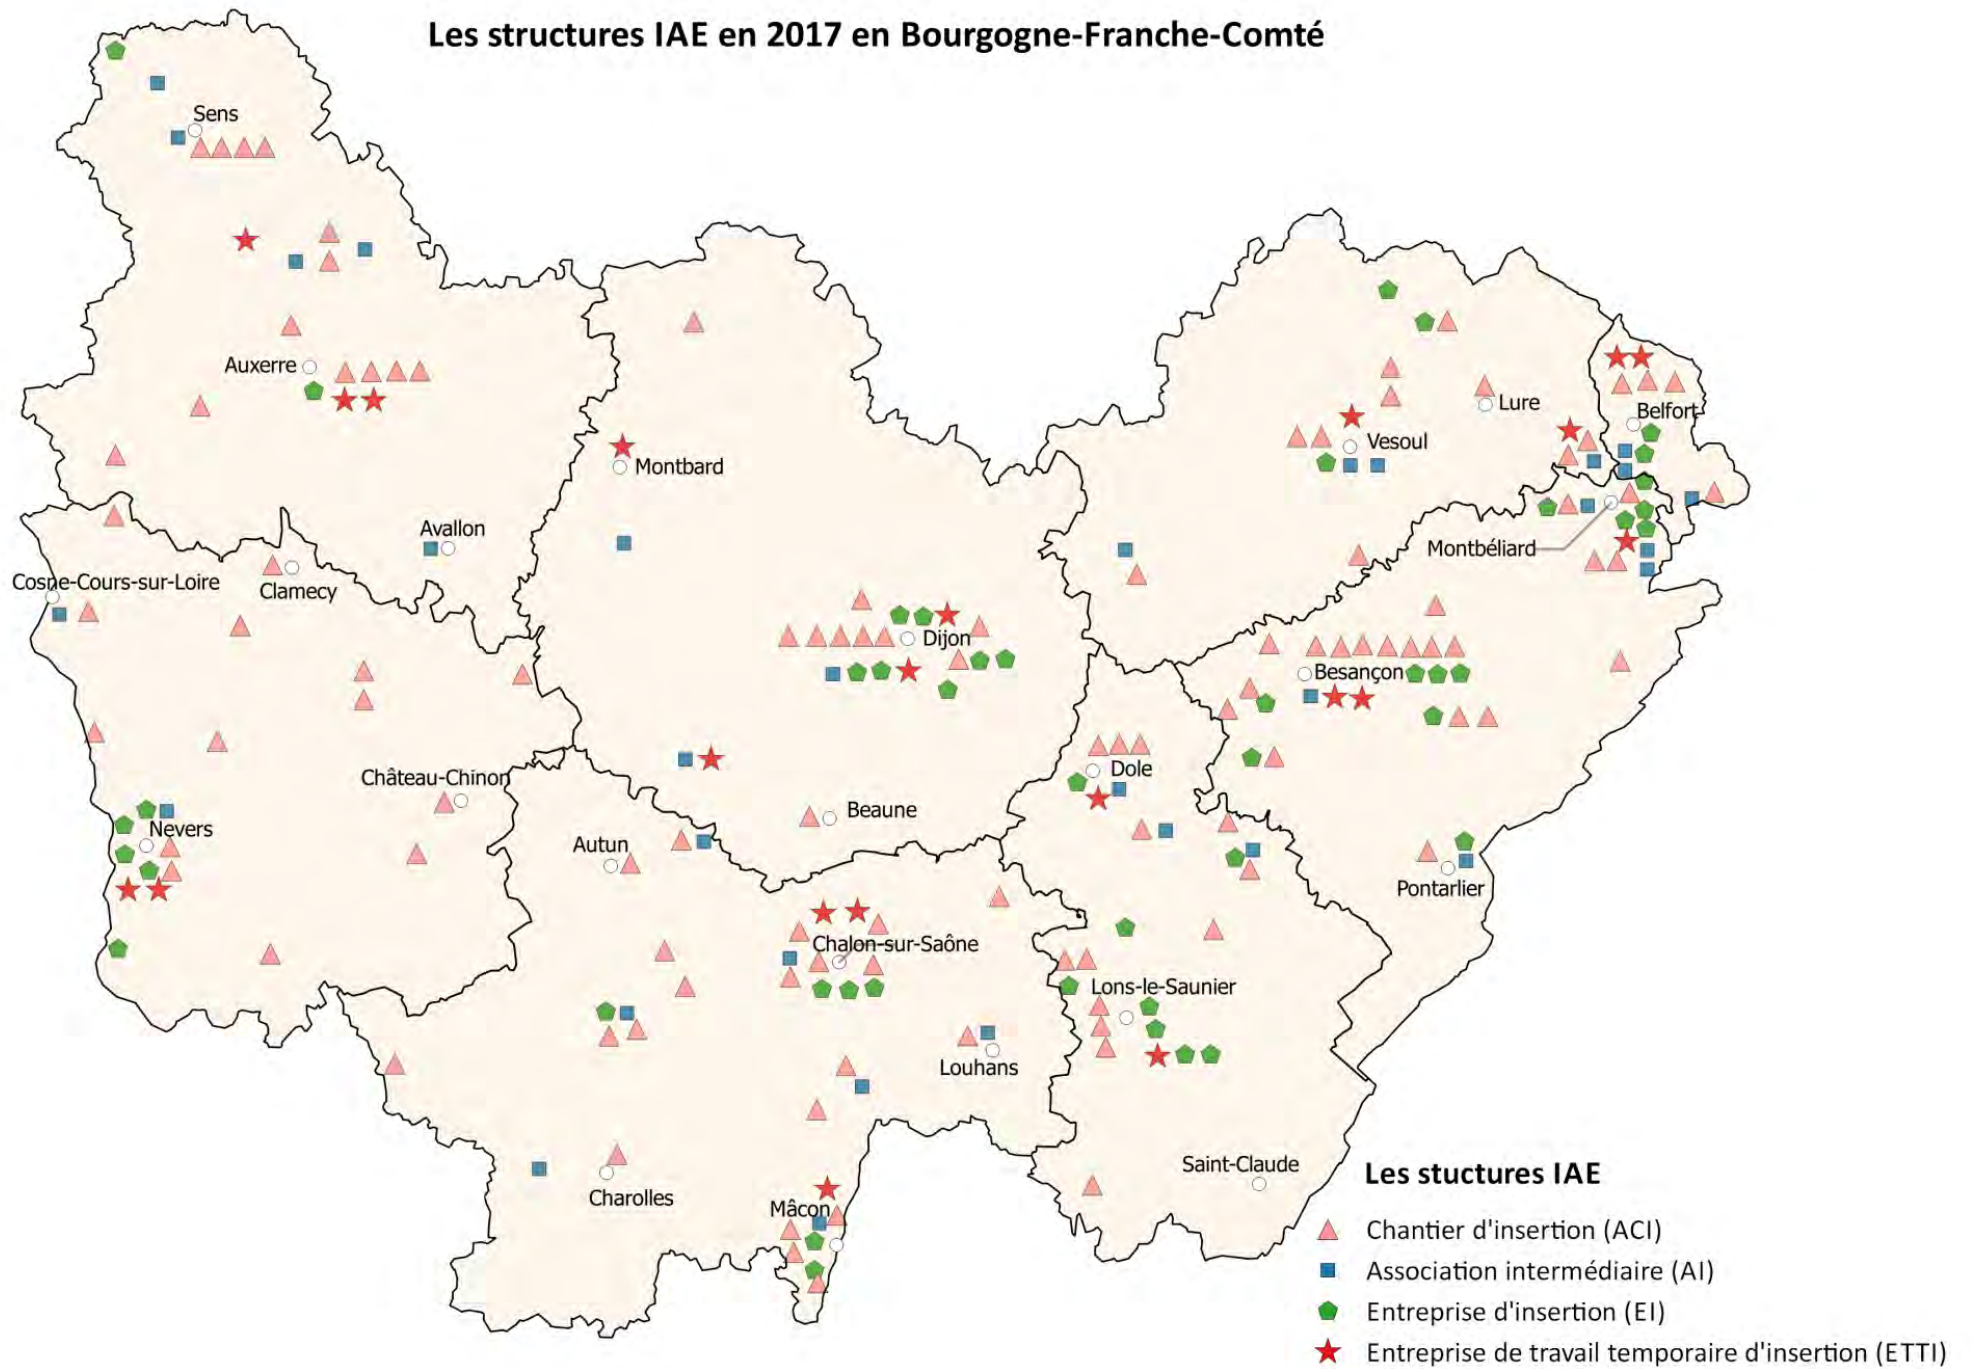 Les structures IAE en 2017 en Bourgogne-Franche-Comté
Sens
Auxerre
Avallon
Montbard
Lure
Vesoul
Belfort
Montbéliard
Cosne-Cours-sur-Loire
Clamecy
Dijon
Besançon
Château-Chinon
Dole
Nevers
Beaune
Autun
Pontarlier
Chalon-sur-Saône
Lons-le-Saunier
Louhans
Charolles
Mâcon
Saint-Claude
Les stuctures IAE
Chantier d'insertion (ACI)
Association intermédiaire (AI)
Entreprise d'insertion (EI)
Entreprise de travail temporaire d'insertion (ETTI)